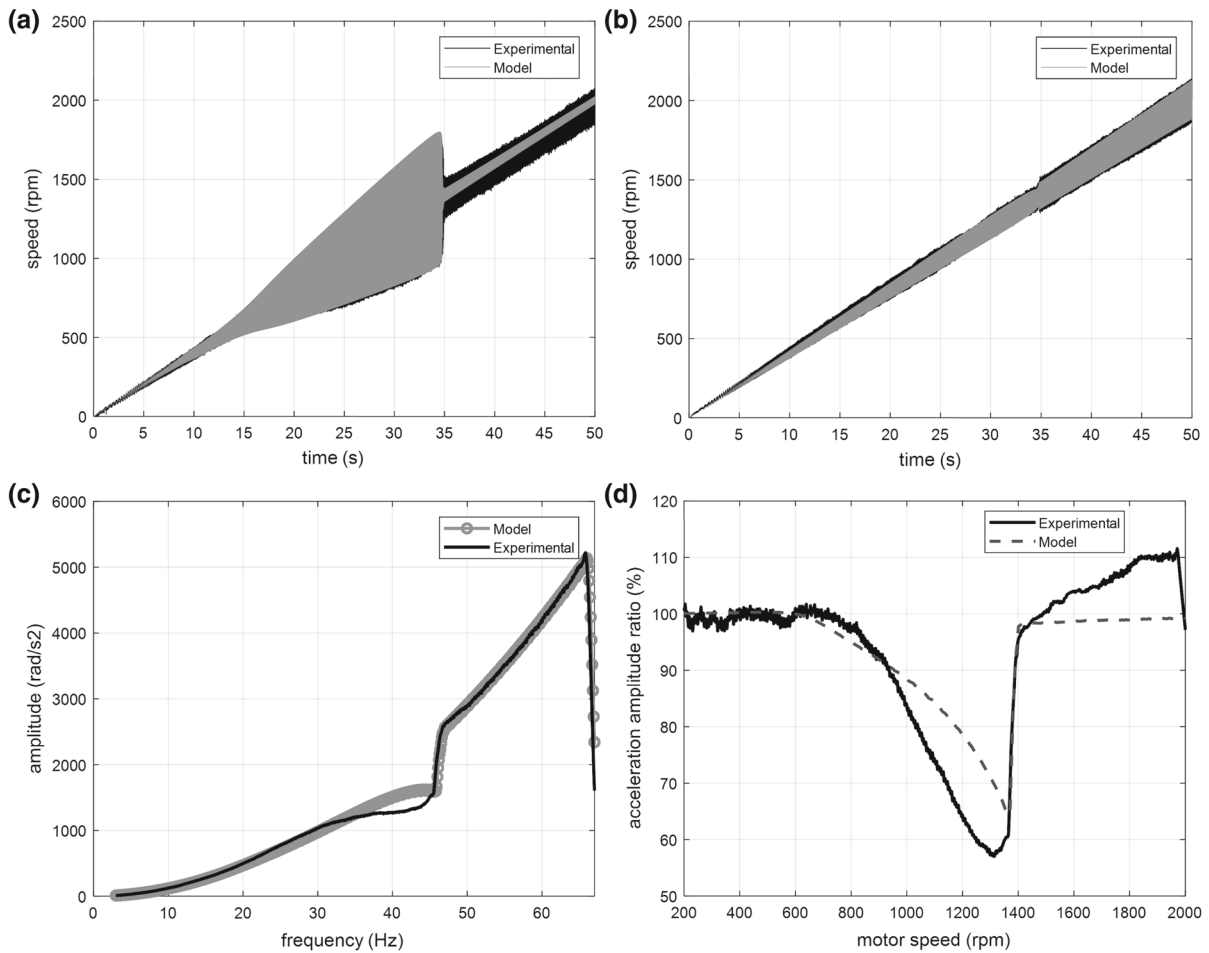 (a)
2500
2000
1500
1000
500
0
speed (rpm)
Experimental
Model
0 5 10 15 20 25 30 35 40 45 50
time (s)
(b)
2500
2000
1500
1000
500
0
speed (rpm)
Experimental
Model
0 5 10 15 20 25 30 35 40 45 50
time (s)
(c)
6000
5000
4000
3000
2000
1000
0
amplitude (rad/s2)
Model
Experimental
0 10 20 30 40 50 60
frequency (Hz)
(d)
120
110
100
90
80
70
60
50
acceleration amplitude ratio (%)
Experimental
Model
200 400 600 800 1000 1200 1400 1600 1800 2000
motor speed (rpm)